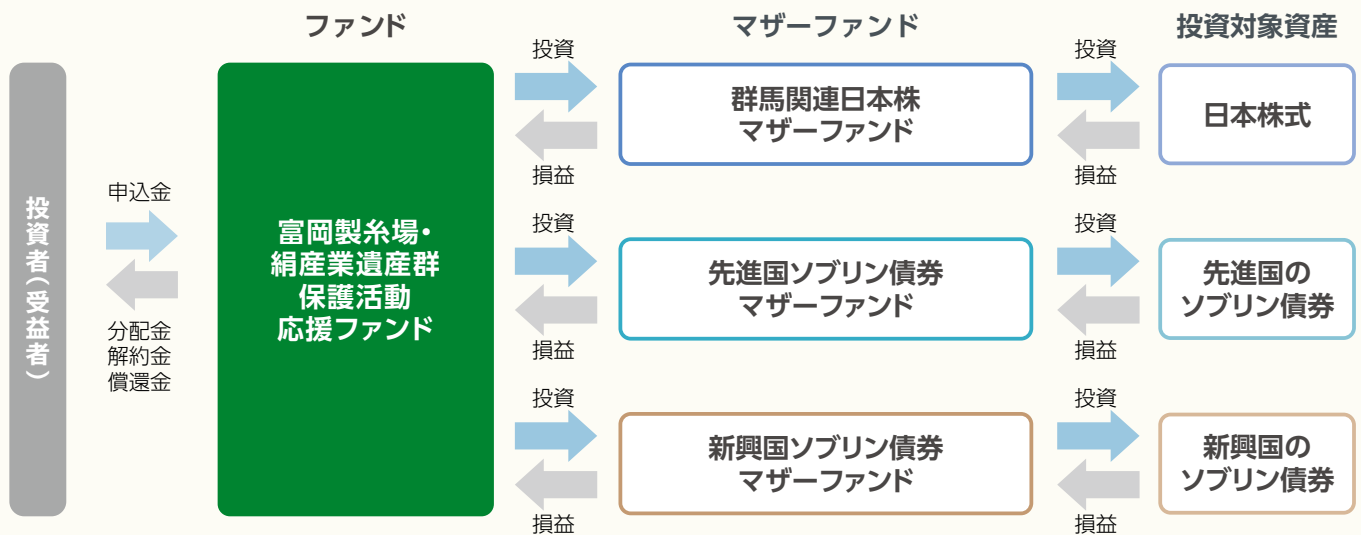 ファンド
マザーファンド
投資対象資産
投資者(受益者)
申込金
分配金
解約金
償還金
富岡製糸場・
絹産業遺産群
保護活動
応援ファンド
投資
損益
群馬関連日本株
マザーファンド
投資
損益
日本株式
投資
損益
先進国ソブリン債券
マザーファンド
投資
損益
先進国の
ソブリン債券
投資
損益
新興国ソブリン債券
マザーファンド
投資
損益
新興国の
ソブリン債券